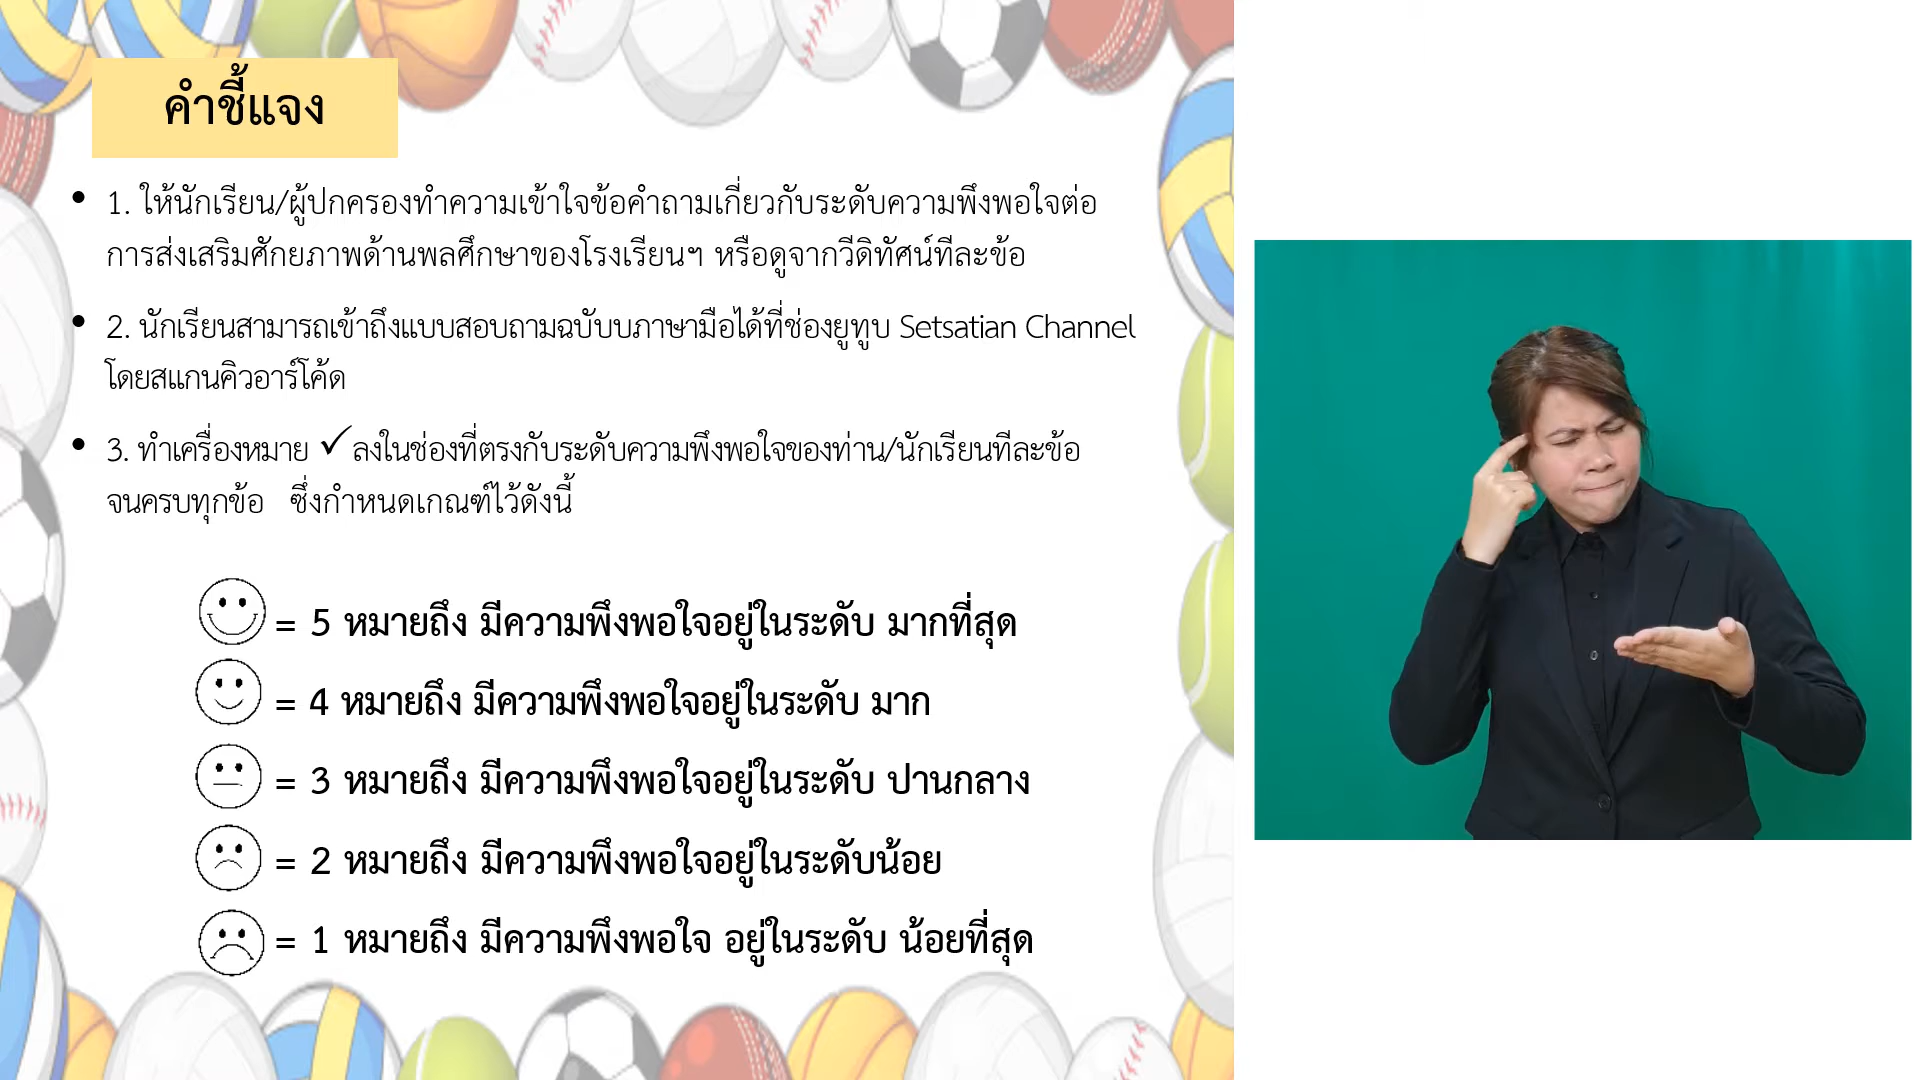 คำชี้แจง
• 1. ให้นักเรียน/ผู้ปกครองทำความเข้าใจข้อคำถามเกี่ยวกับระดับความพึงพอใจต่อ
การส่งเสริมศักยภาพด้านพลศึกษาของโรงเรียนฯ หรือดูจากวีดิทัศน์ทีละข้อ
• 2. นักเรียนสามารถเข้าถึงแบบสอบถามฉบับบภาษามือได้ที่ช่องยูทูบ Setsatian Channel
โดยสแกนคิวอาร์โค้ด
• 3. ทำเครื่องหมาย ✓ ลงในช่องที่ตรงกับระดับความพึงพอใจของท่าน/นักเรียนทีละข้อ
จนครบทุกข้อ ซึ่งกำหนดเกณฑ์ไว้ดังนี้
= 5 หมายถึง มีความพึงพอใจอยู่ในระดับ มากที่สุด
= 4 หมายถึง มีความพึงพอใจอยู่ในระดับ มาก
= 3 หมายถึง มีความพึงพอใจอยู่ในระดับ ปานกลาง
= 2 หมายถึง มีความพึงพอใจอยู่ในระดับน้อย
= 1 หมายถึง มีความพึงพอใจ อยู่ในระดับ น้อยที่สุด